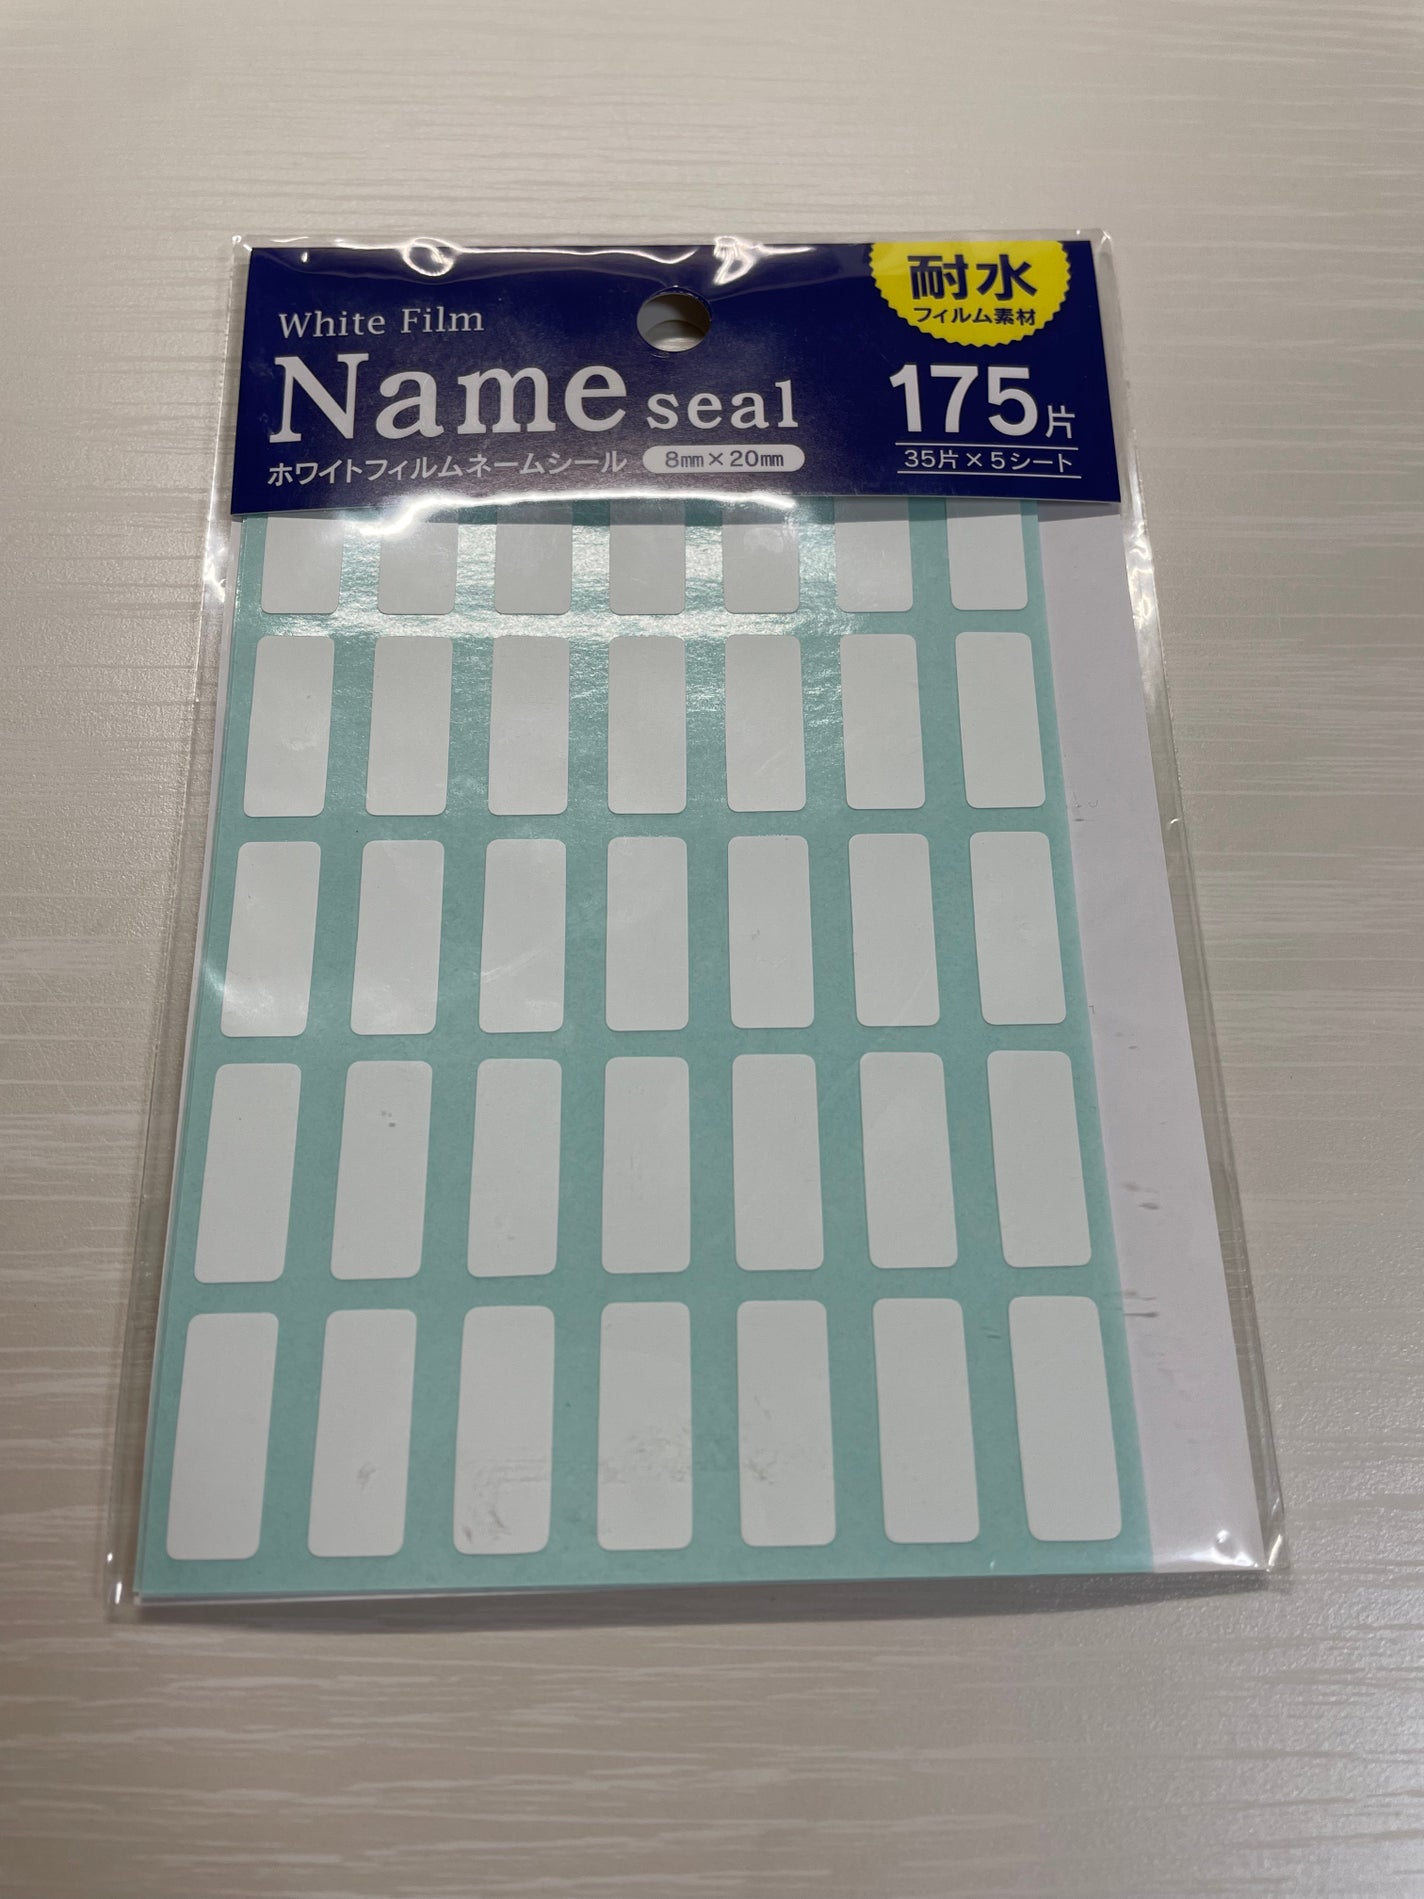 耐水
フィルム素材
White Film
Name seal
ホワイトフィルムネームシール 8mm×20mm
175片
35片×5シート